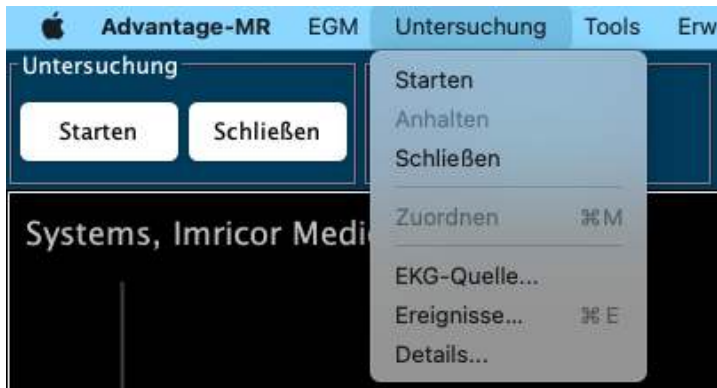 Advantage-MR EGM Untersuchung Tools Erw
Untersuchung
Starten Schließen
Starten
Anhalten
Schließen
Zuordnen ⌘M
EKG-Quelle...
Ereignisse... ⌘E
Details...
Systems, Imricor Medi